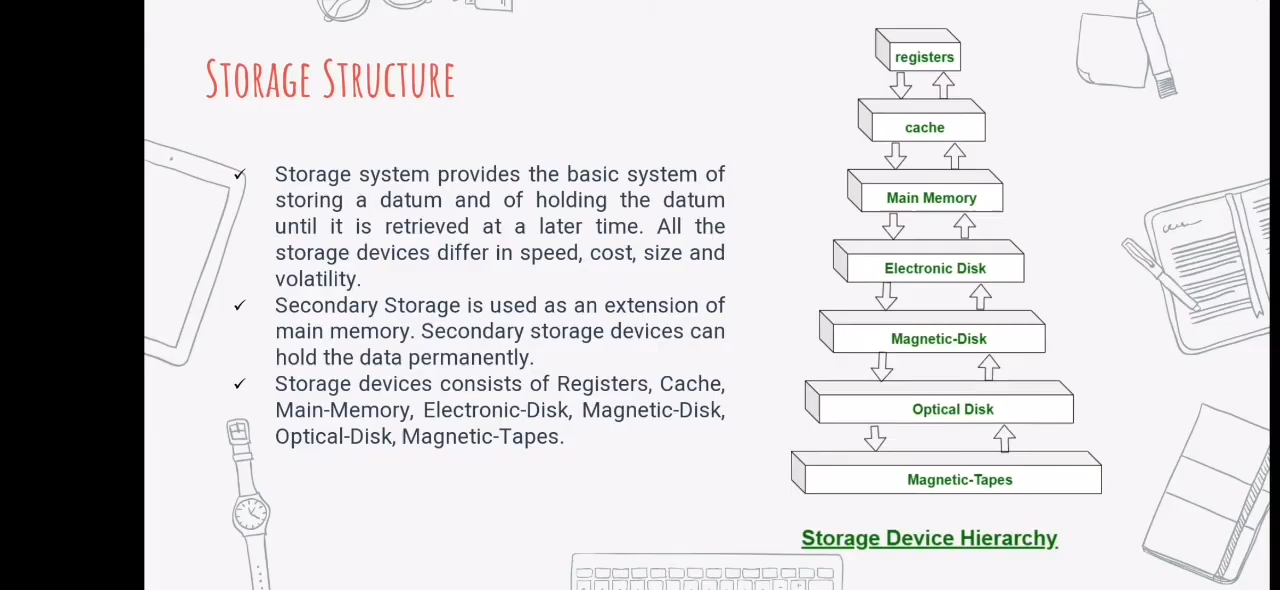 STORAGE STRUCTURE
✓ Storage system provides the basic system of
storing a datum and of holding the datum
until it is retrieved at a later time. All the
storage devices differ in speed, cost, size and
volatility.
✓ Secondary Storage is used as an extension of
main memory. Secondary storage devices can
hold the data permanently.
✓ Storage devices consists of Registers, Cache,
Main-Memory, Electronic-Disk, Magnetic-Disk,
Optical-Disk, Magnetic-Tapes.
registers
cache
Main Memory
Electronic Disk
Magnetic-Disk
Optical Disk
Magnetic-Tapes
Storage Device Hierarchy